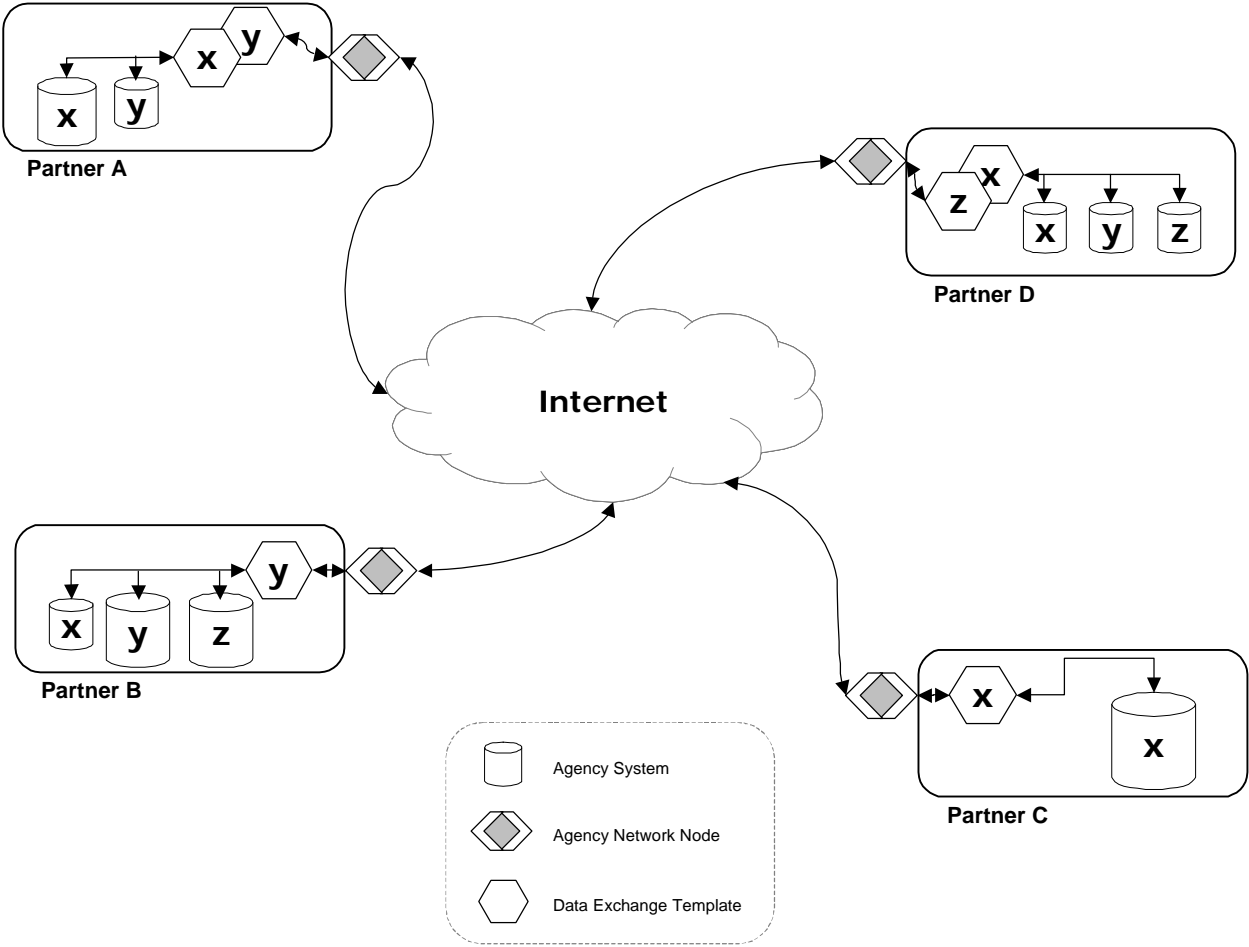 y
x
x
y
Partner A
x
z
x
y
z
Partner D
Internet
y
x
y
z
Partner B
x
x
Partner C
Agency System
Agency Network Node
Data Exchange Template